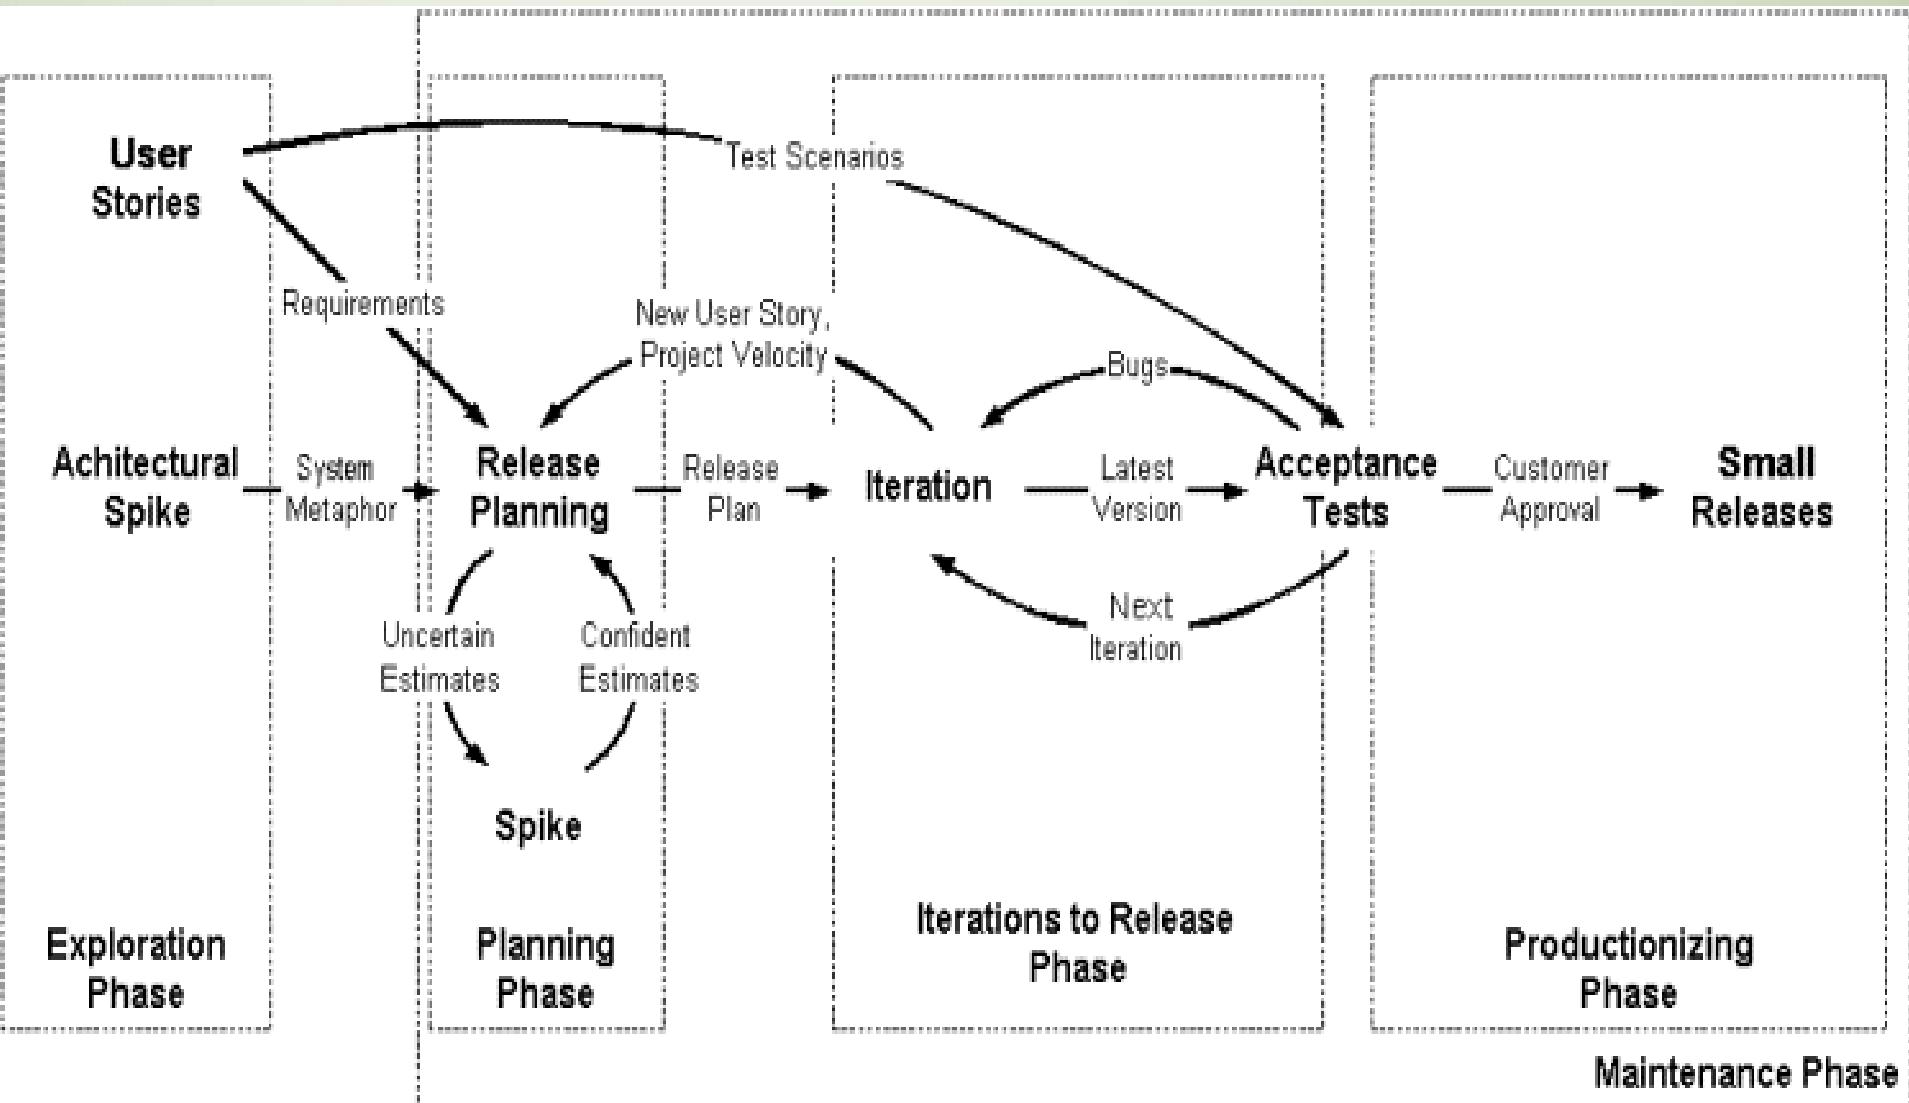 User
Stories
Test Scenarios
Requirements
New User Story,
Project Velocity
Bugs
Achitectural
Spike
System
Metaphor
Release
Planning
Release
Plan
Iteration
Latest
Version
Acceptance
Tests
Customer
Approval
Small
Releases
Uncertain
Estimates
Confident
Estimates
Next
Iteration
Spike
Exploration
Phase
Planning
Phase
Iterations to Release
Phase
Productionizing
Phase
Maintenance Phase